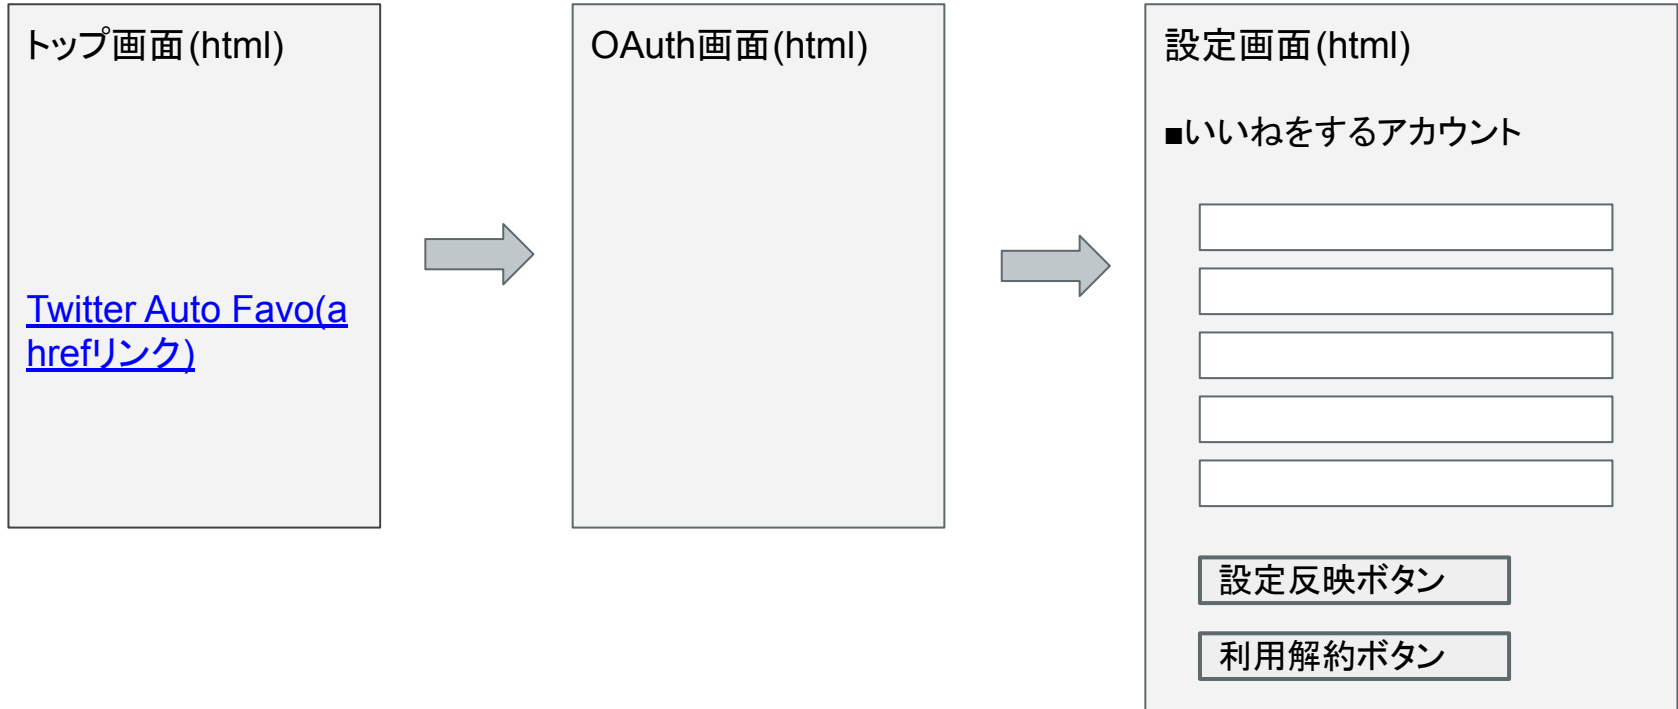 トップ画面(html)
Twitter Auto Favo(a
hrefリンク)
OAuth画面(html)
設定画面(html)
■いいねをするアカウント
設定反映ボタン
利用解約ボタン